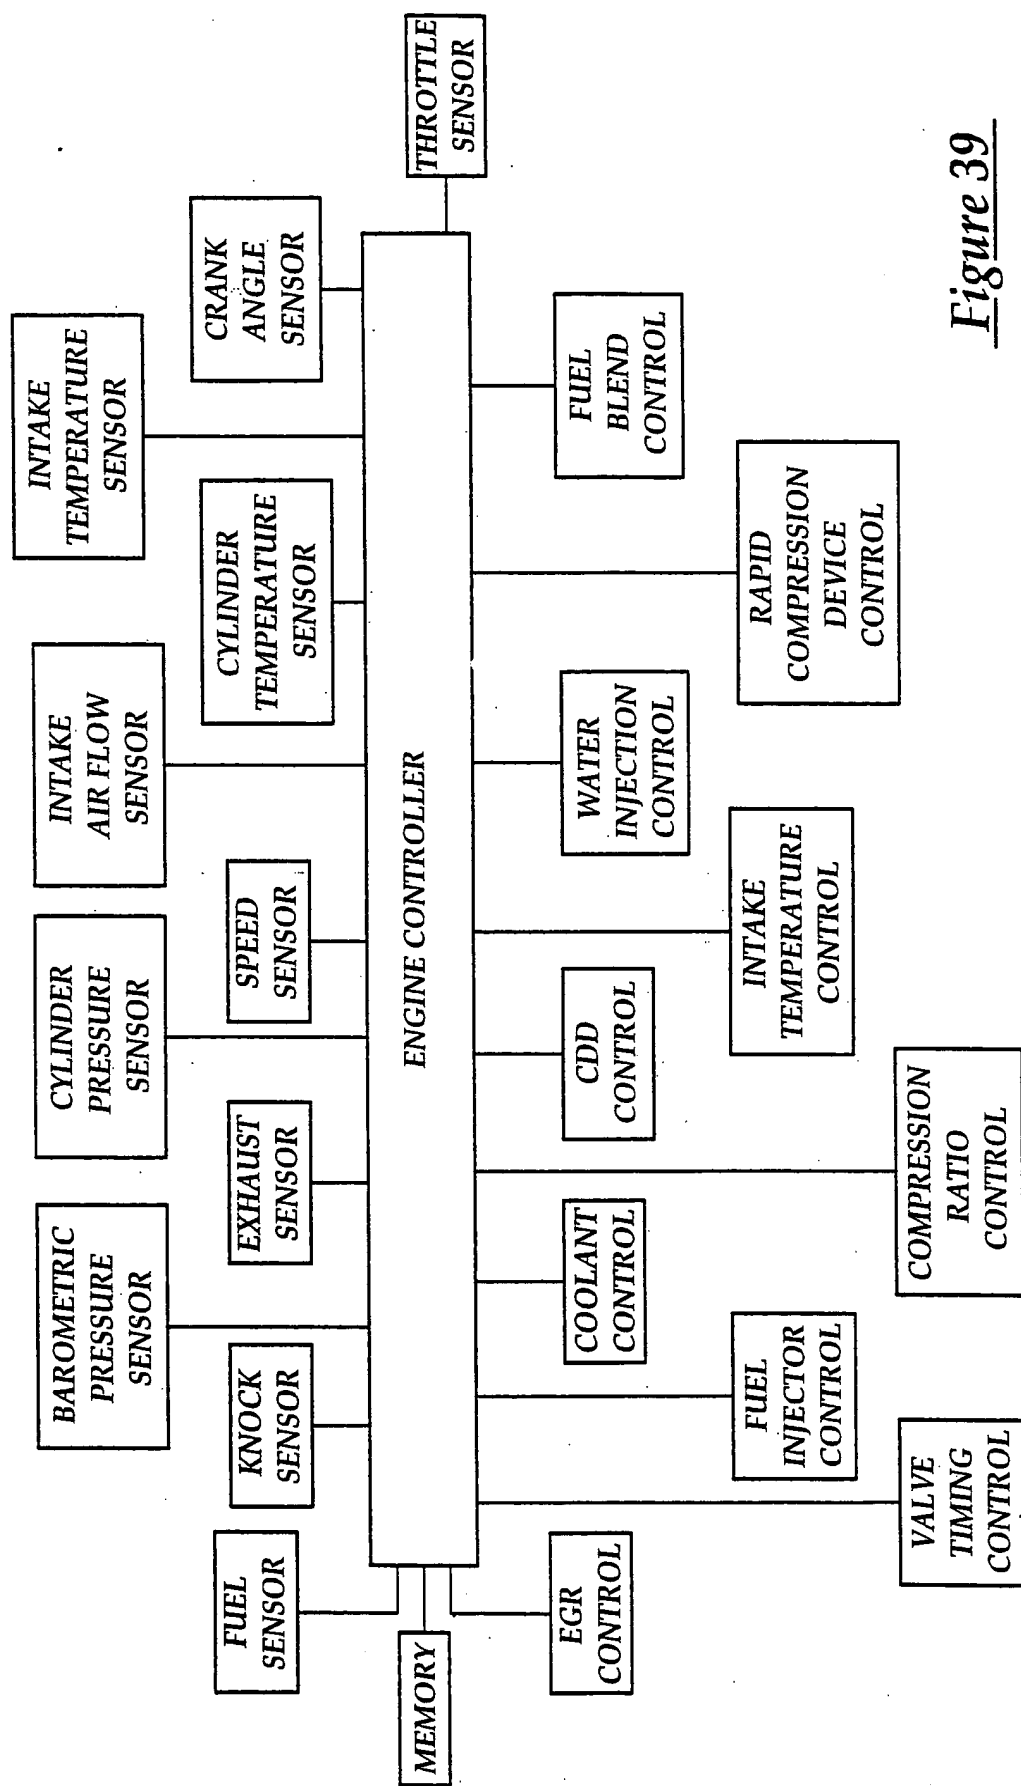 BAROMETRIC
PRESSURE
SENSOR
CYLINDER
PRESSURE
SENSOR
INTAKE
AIR FLOW
SENSOR
INTAKE
TEMPERATURE
SENSOR
FUEL
SENSOR
KNOCK
SENSOR
EXHAUST
SENSOR
SPEED
SENSOR
CYLINDER
TEMPERATURE
SENSOR
CRANK
ANGLE
SENSOR
MEMORY
ENGINE CONTROLLER
THROTTLE
SENSOR
EGR
CONTROL
COOLANT
CONTROL
CDD
CONTROL
WATER
INJECTION
CONTROL
FUEL
BLEND
CONTROL
FUEL
INJECTOR
CONTROL
INTAKE
TEMPERATURE
CONTROL
RAPID
COMPRESSION
DEVICE
CONTROL
VALVE
TIMING
CONTROL
COMPRESSION
RATIO
CONTROL
Figure 39